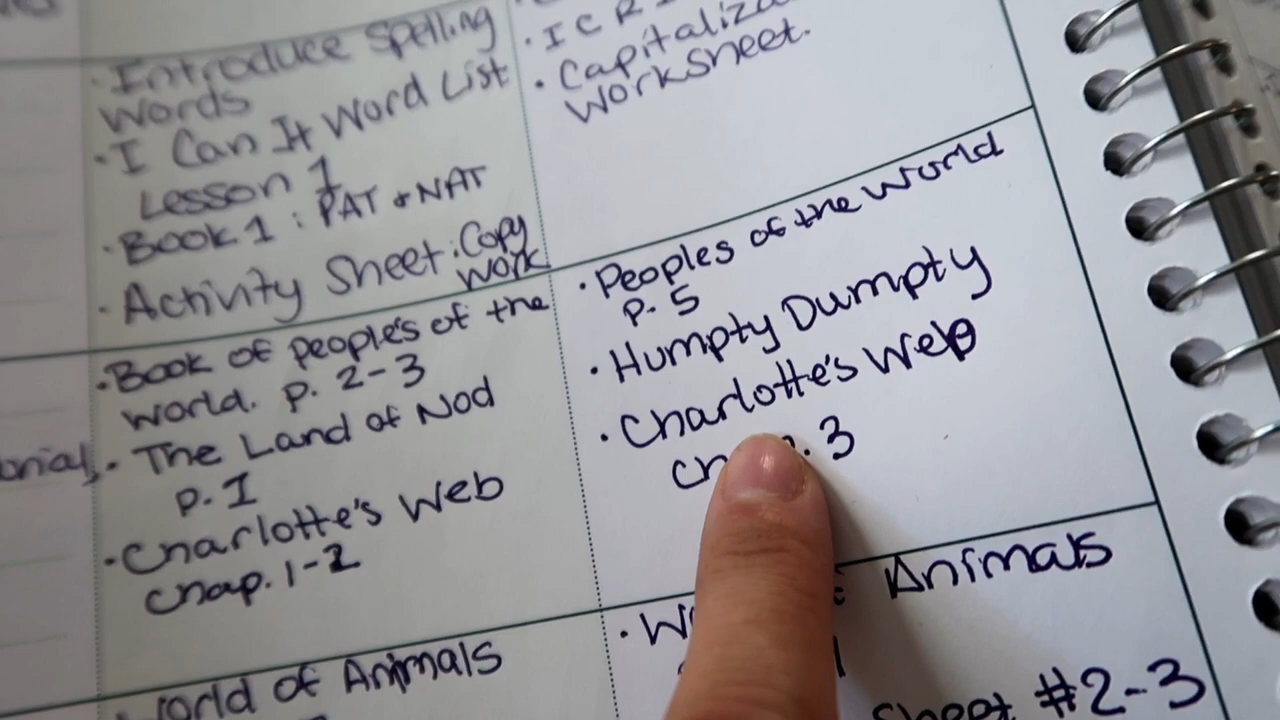 · Introduce Spelling
Words
· I Can It Word List
Lesson 1
· Book 1 : PAT & NAT
· Activity Sheet: Copy
Work
· Book of people's of the
world. p. 2-3
· The Land of Nod
p. 1
· Charlotte's Web
chap. 1-2
World of Animals
·
· Worksheet.
· Peoples of the World
p. 5
· Humpty Dumpty
· Charlotte's Web
3
Animals
Sheet #2-3